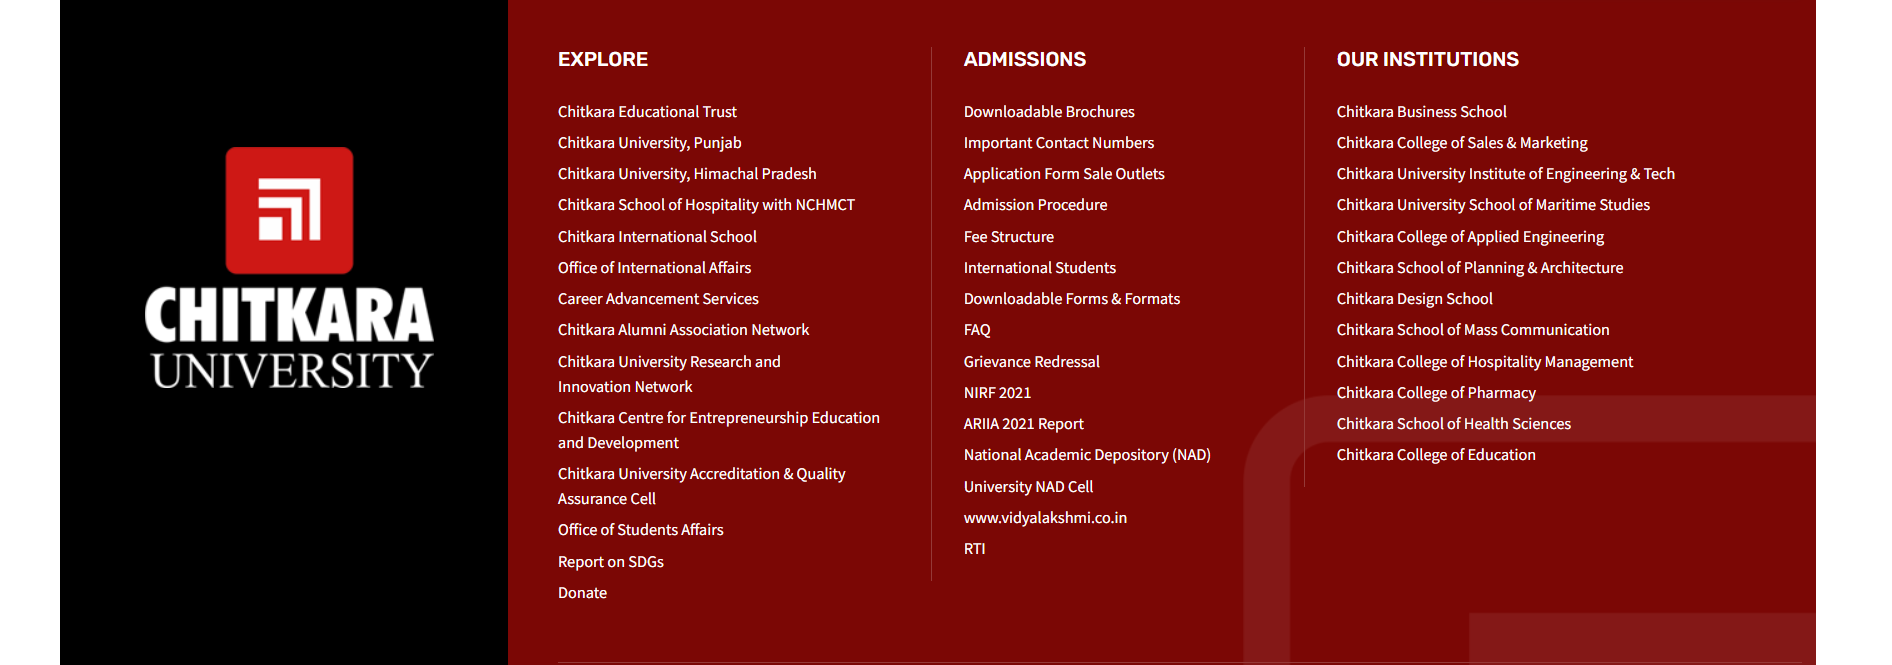 CHITKARA
UNIVERSITY
EXPLORE
Chitkara Educational Trust
Chitkara University, Punjab
Chitkara University, Himachal Pradesh
Chitkara School of Hospitality with NCHMCT
Chitkara International School
Office of International Affairs
Career Advancement Services
Chitkara Alumni Association Network
Chitkara University Research and
Innovation Network
Chitkara Centre for Entrepreneurship Education
and Development
Chitkara University Accreditation & Quality
Assurance Cell
Office of Students Affairs
Report on SDGs
Donate
ADMISSIONS
Downloadable Brochures
Important Contact Numbers
Application Form Sale Outlets
Admission Procedure
Fee Structure
International Students
Downloadable Forms & Formats
FAQ
Grievance Redressal
NIRF 2021
ARIIA 2021 Report
National Academic Depository (NAD)
University NAD Cell
www.vidyalakshmi.co.in
RTI
OUR INSTITUTIONS
Chitkara Business School
Chitkara College of Sales & Marketing
Chitkara University Institute of Engineering & Tech
Chitkara University School of Maritime Studies
Chitkara College of Applied Engineering
Chitkara School of Planning & Architecture
Chitkara Design School
Chitkara School of Mass Communication
Chitkara College of Hospitality Management
Chitkara College of Pharmacy
Chitkara School of Health Sciences
Chitkara College of Education